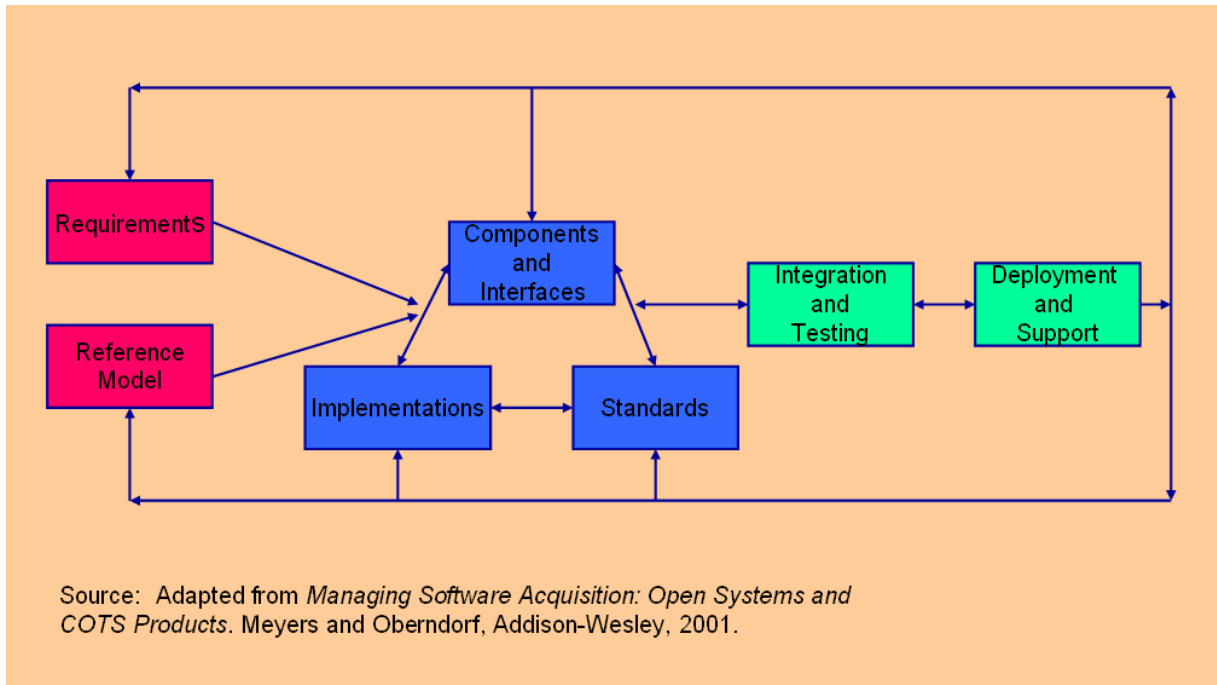 Requirements
Components
and
Interfaces
Integration
and
Testing
Deployment
and
Support
Reference
Model
Implementations
Standards
Source:  Adapted from Managing Software Acquisition: Open Systems and
COTS Products. Meyers and Oberndorf, Addison-Wesley, 2001.